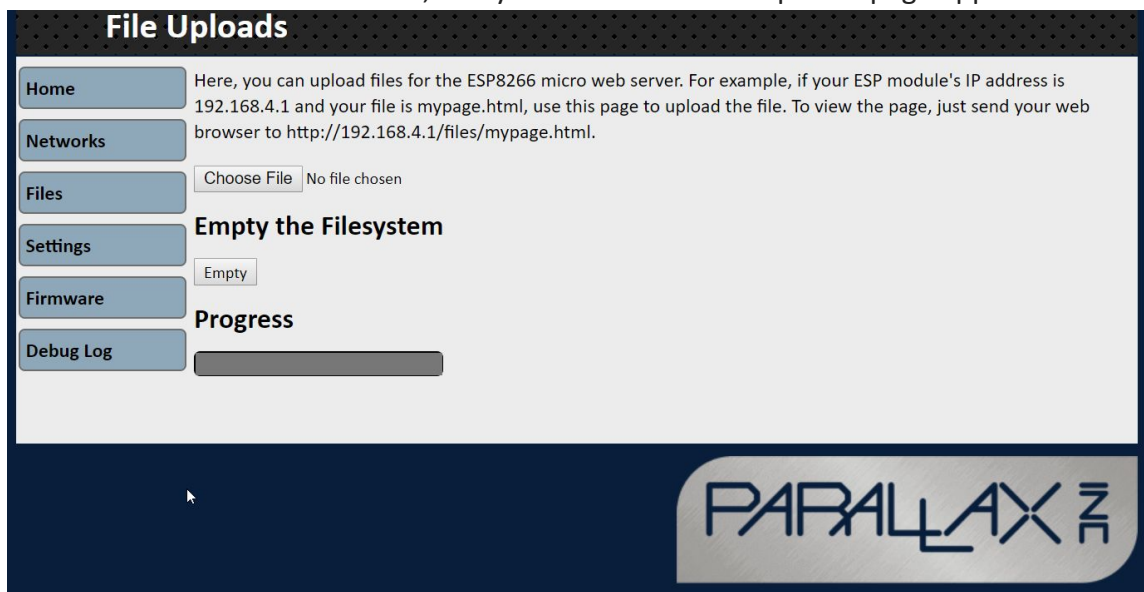 File Uploads
Home
Networks
Files
Settings
Firmware
Debug Log
Here, you can upload files for the ESP8266 micro web server. For example, if your ESP module's IP address is
192.168.4.1 and your file is mypage.html, use this page to upload the file. To view the page, just send your web
browser to http://192.168.4.1/files/mypage.html.
Choose File No file chosen
Empty the Filesystem
Empty
Progress
PARALLAX INC